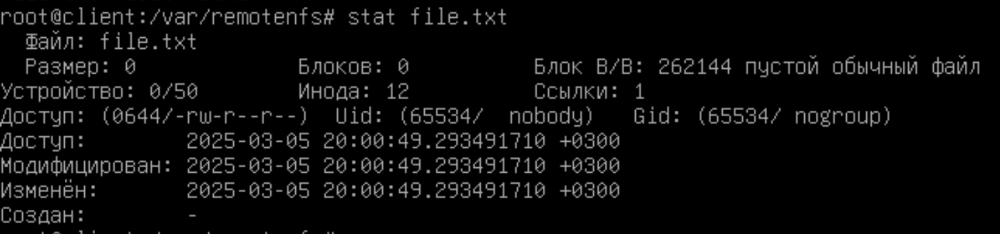 root@client:/var/remotenfs# stat file.txt
Файл: file.txt
Размер: 0 Блоков: 0 Блок В/В: 262144 пустой обычный файл
Устройство: 0/50 Инода: 12 Ссылки: 1
Доступ: (0644/-rw-r--r--) Uid: (65534/ nobody) Gid: (65534/ nogroup)
Доступ: 2025-03-05 20:00:49.293491710 +0300
Модифицирован: 2025-03-05 20:00:49.293491710 +0300
Изменён: 2025-03-05 20:00:49.293491710 +0300
Создан: -